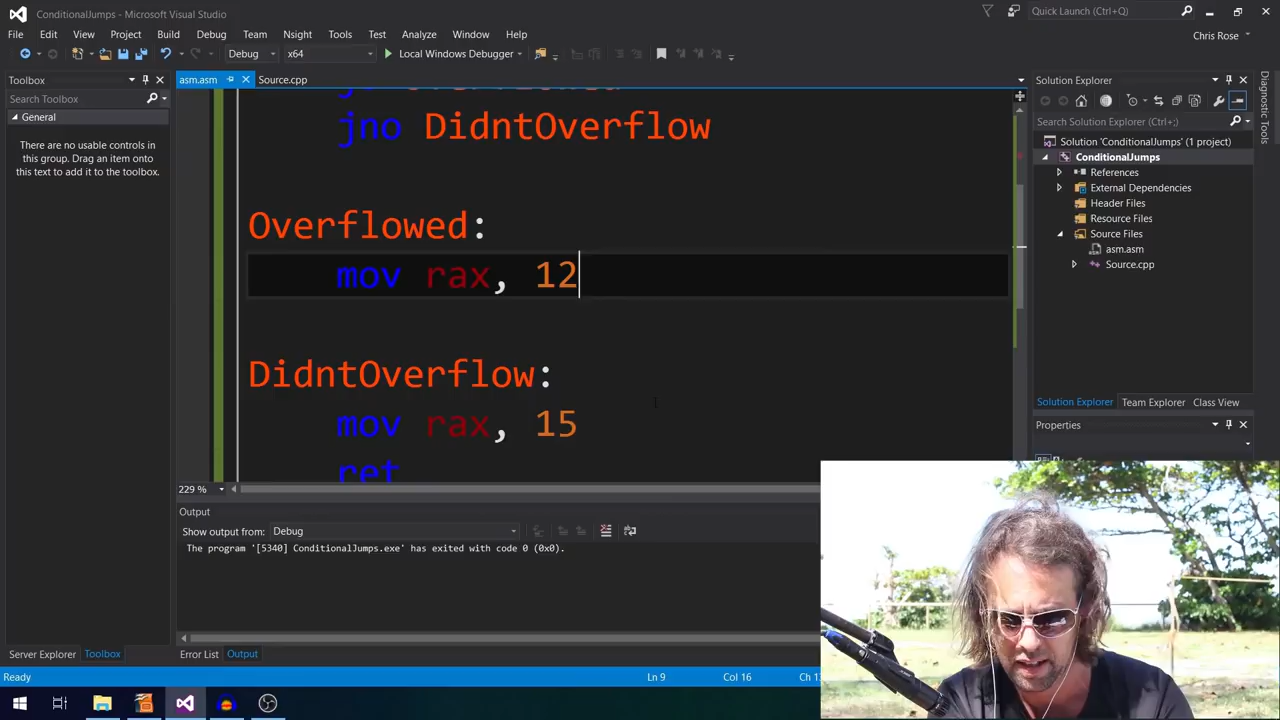 ConditionalJumps - Microsoft Visual Studio
Quick Launch (Ctrl+Q)
File Edit View Project Build Debug Team Nsight Tools Test Analyze Window Help
Chris Rose
Debug x64 Local Windows Debugger
Toolbox
asm.asm Source.cpp
Solution Explorer
Search Toolbox
General
There are no usable controls in
this group. Drag an item onto
this text to add it to the toolbox.
jno DidntOverflow
Overflowed:
mov rax, 12
DidntOverflow:
mov rax, 15
ret
229 %
Search Solution Explorer (Ctrl+;)
Solution 'ConditionalJumps' (1 project)
ConditionalJumps
References
External Dependencies
Header Files
Resource Files
Source Files
asm.asm
Source.cpp
Diagnostic Tools
Solution Explorer Team Explorer Class View
Properties
Output
Show output from: Debug
The program '[5340] ConditionalJumps.exe' has exited with code 0 (0x0).
Server Explorer Toolbox
Error List Output
Ready Ln 9 Col 16